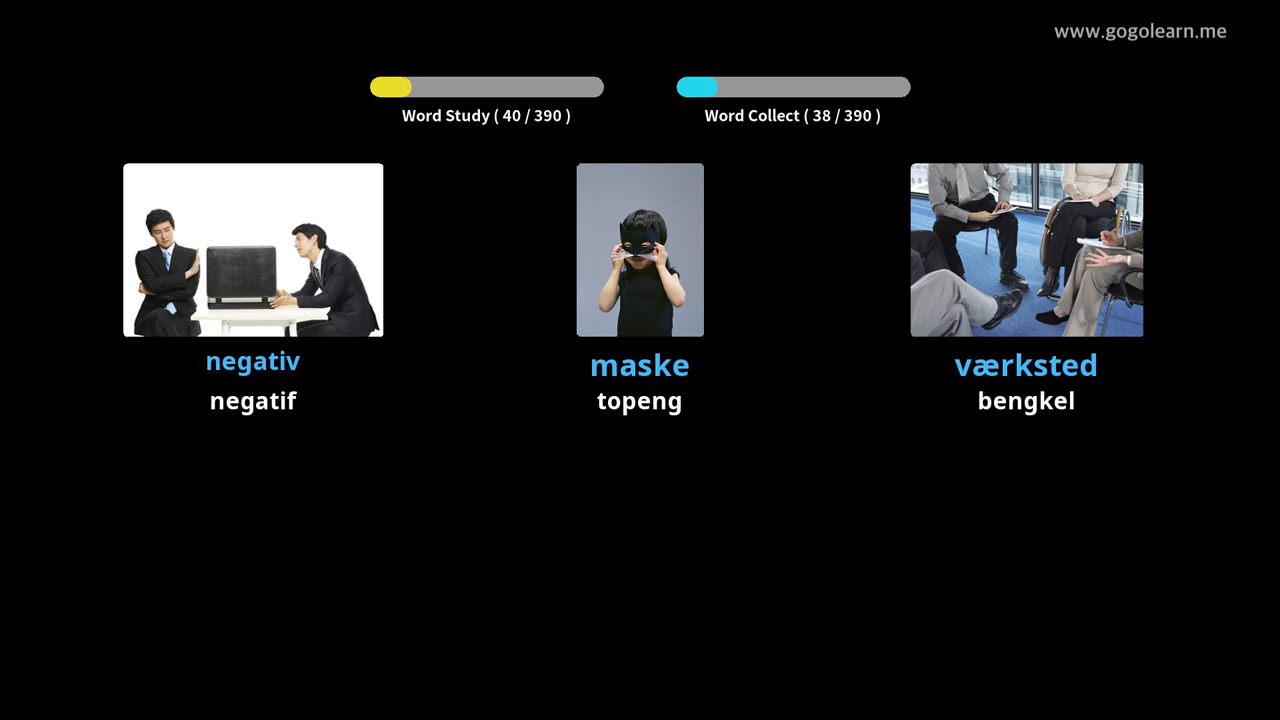 www.gogolearn.me
Word Study ( 40 / 390 )
Word Collect ( 38 / 390 )
negativ
negatif
maske
topeng
værksted
bengkel